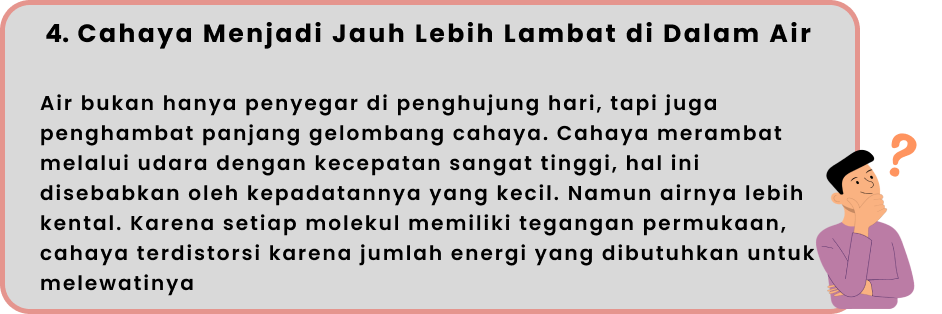 4. Cahaya Menjadi Jauh Lebih Lambat di Dalam Air
Air bukan hanya penyegar di penghujung hari, tapi juga
penghambat panjang gelombang cahaya. Cahaya merambat
melalui udara dengan kecepatan sangat tinggi, hal ini
disebabkan oleh kepadatannya yang kecil. Namun airnya lebih
kental. Karena setiap molekul memiliki tegangan permukaan,
cahaya terdistorsi karena jumlah energi yang dibutuhkan untuk
melewatinya
?